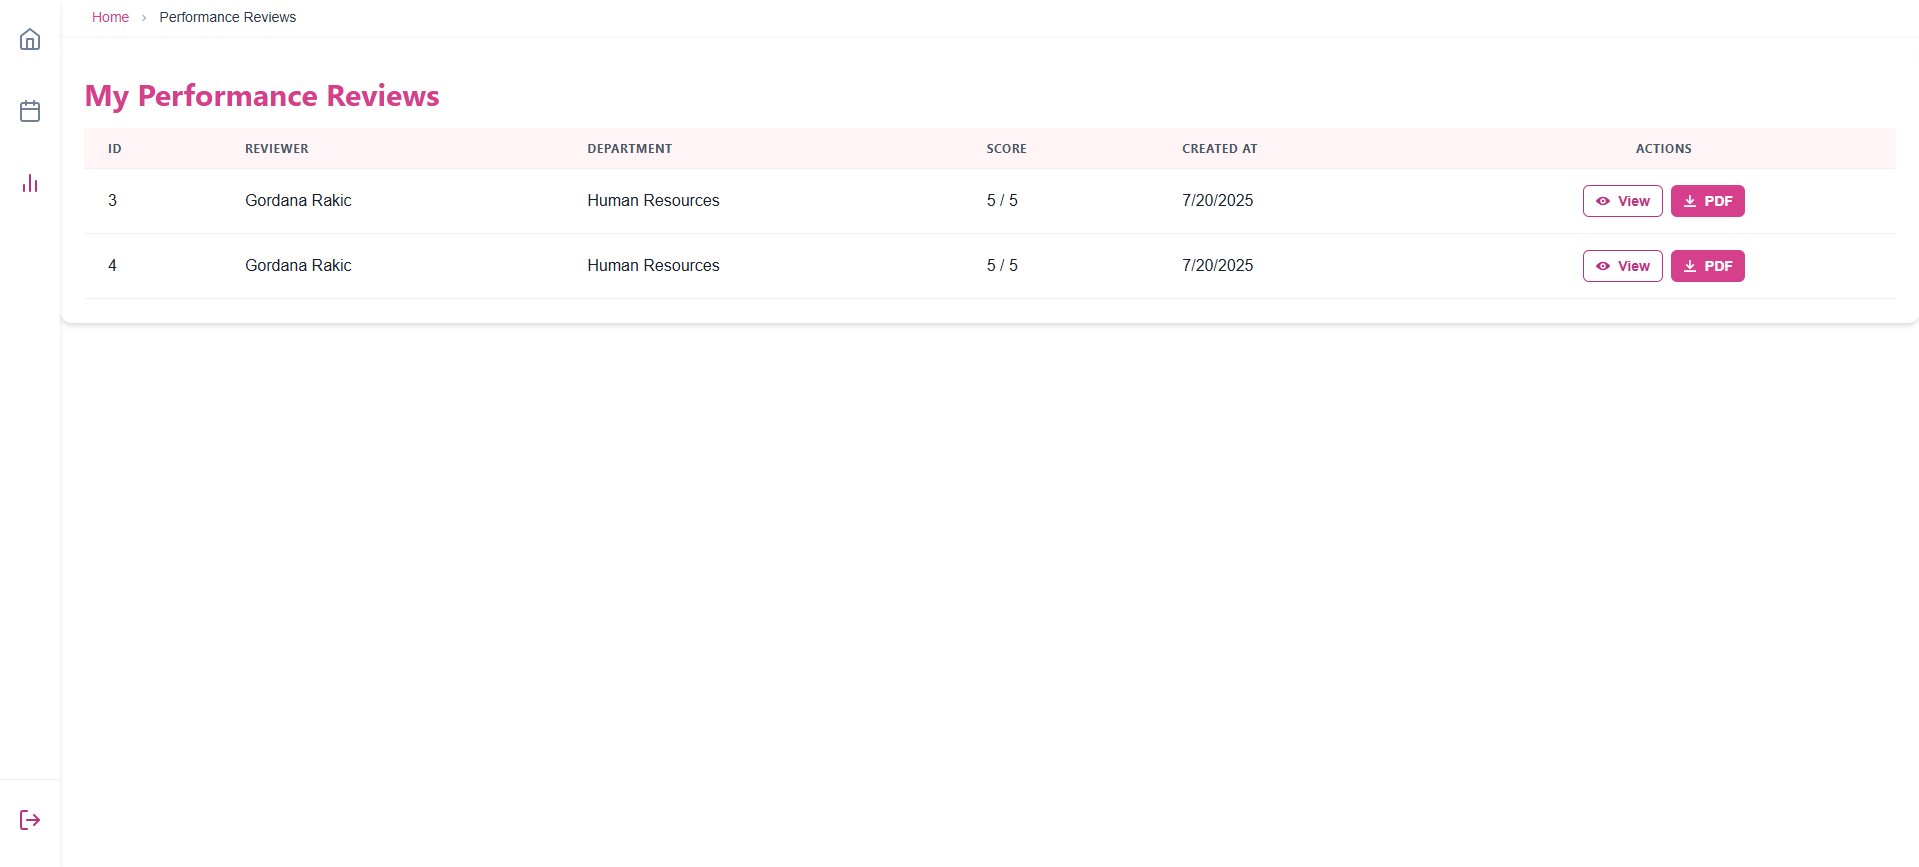 Home › Performance Reviews
My Performance Reviews
ID REVIEWER DEPARTMENT SCORE CREATED AT ACTIONS
3 Gordana Rakic Human Resources 5 / 5 7/20/2025 View PDF
4 Gordana Rakic Human Resources 5 / 5 7/20/2025 View PDF